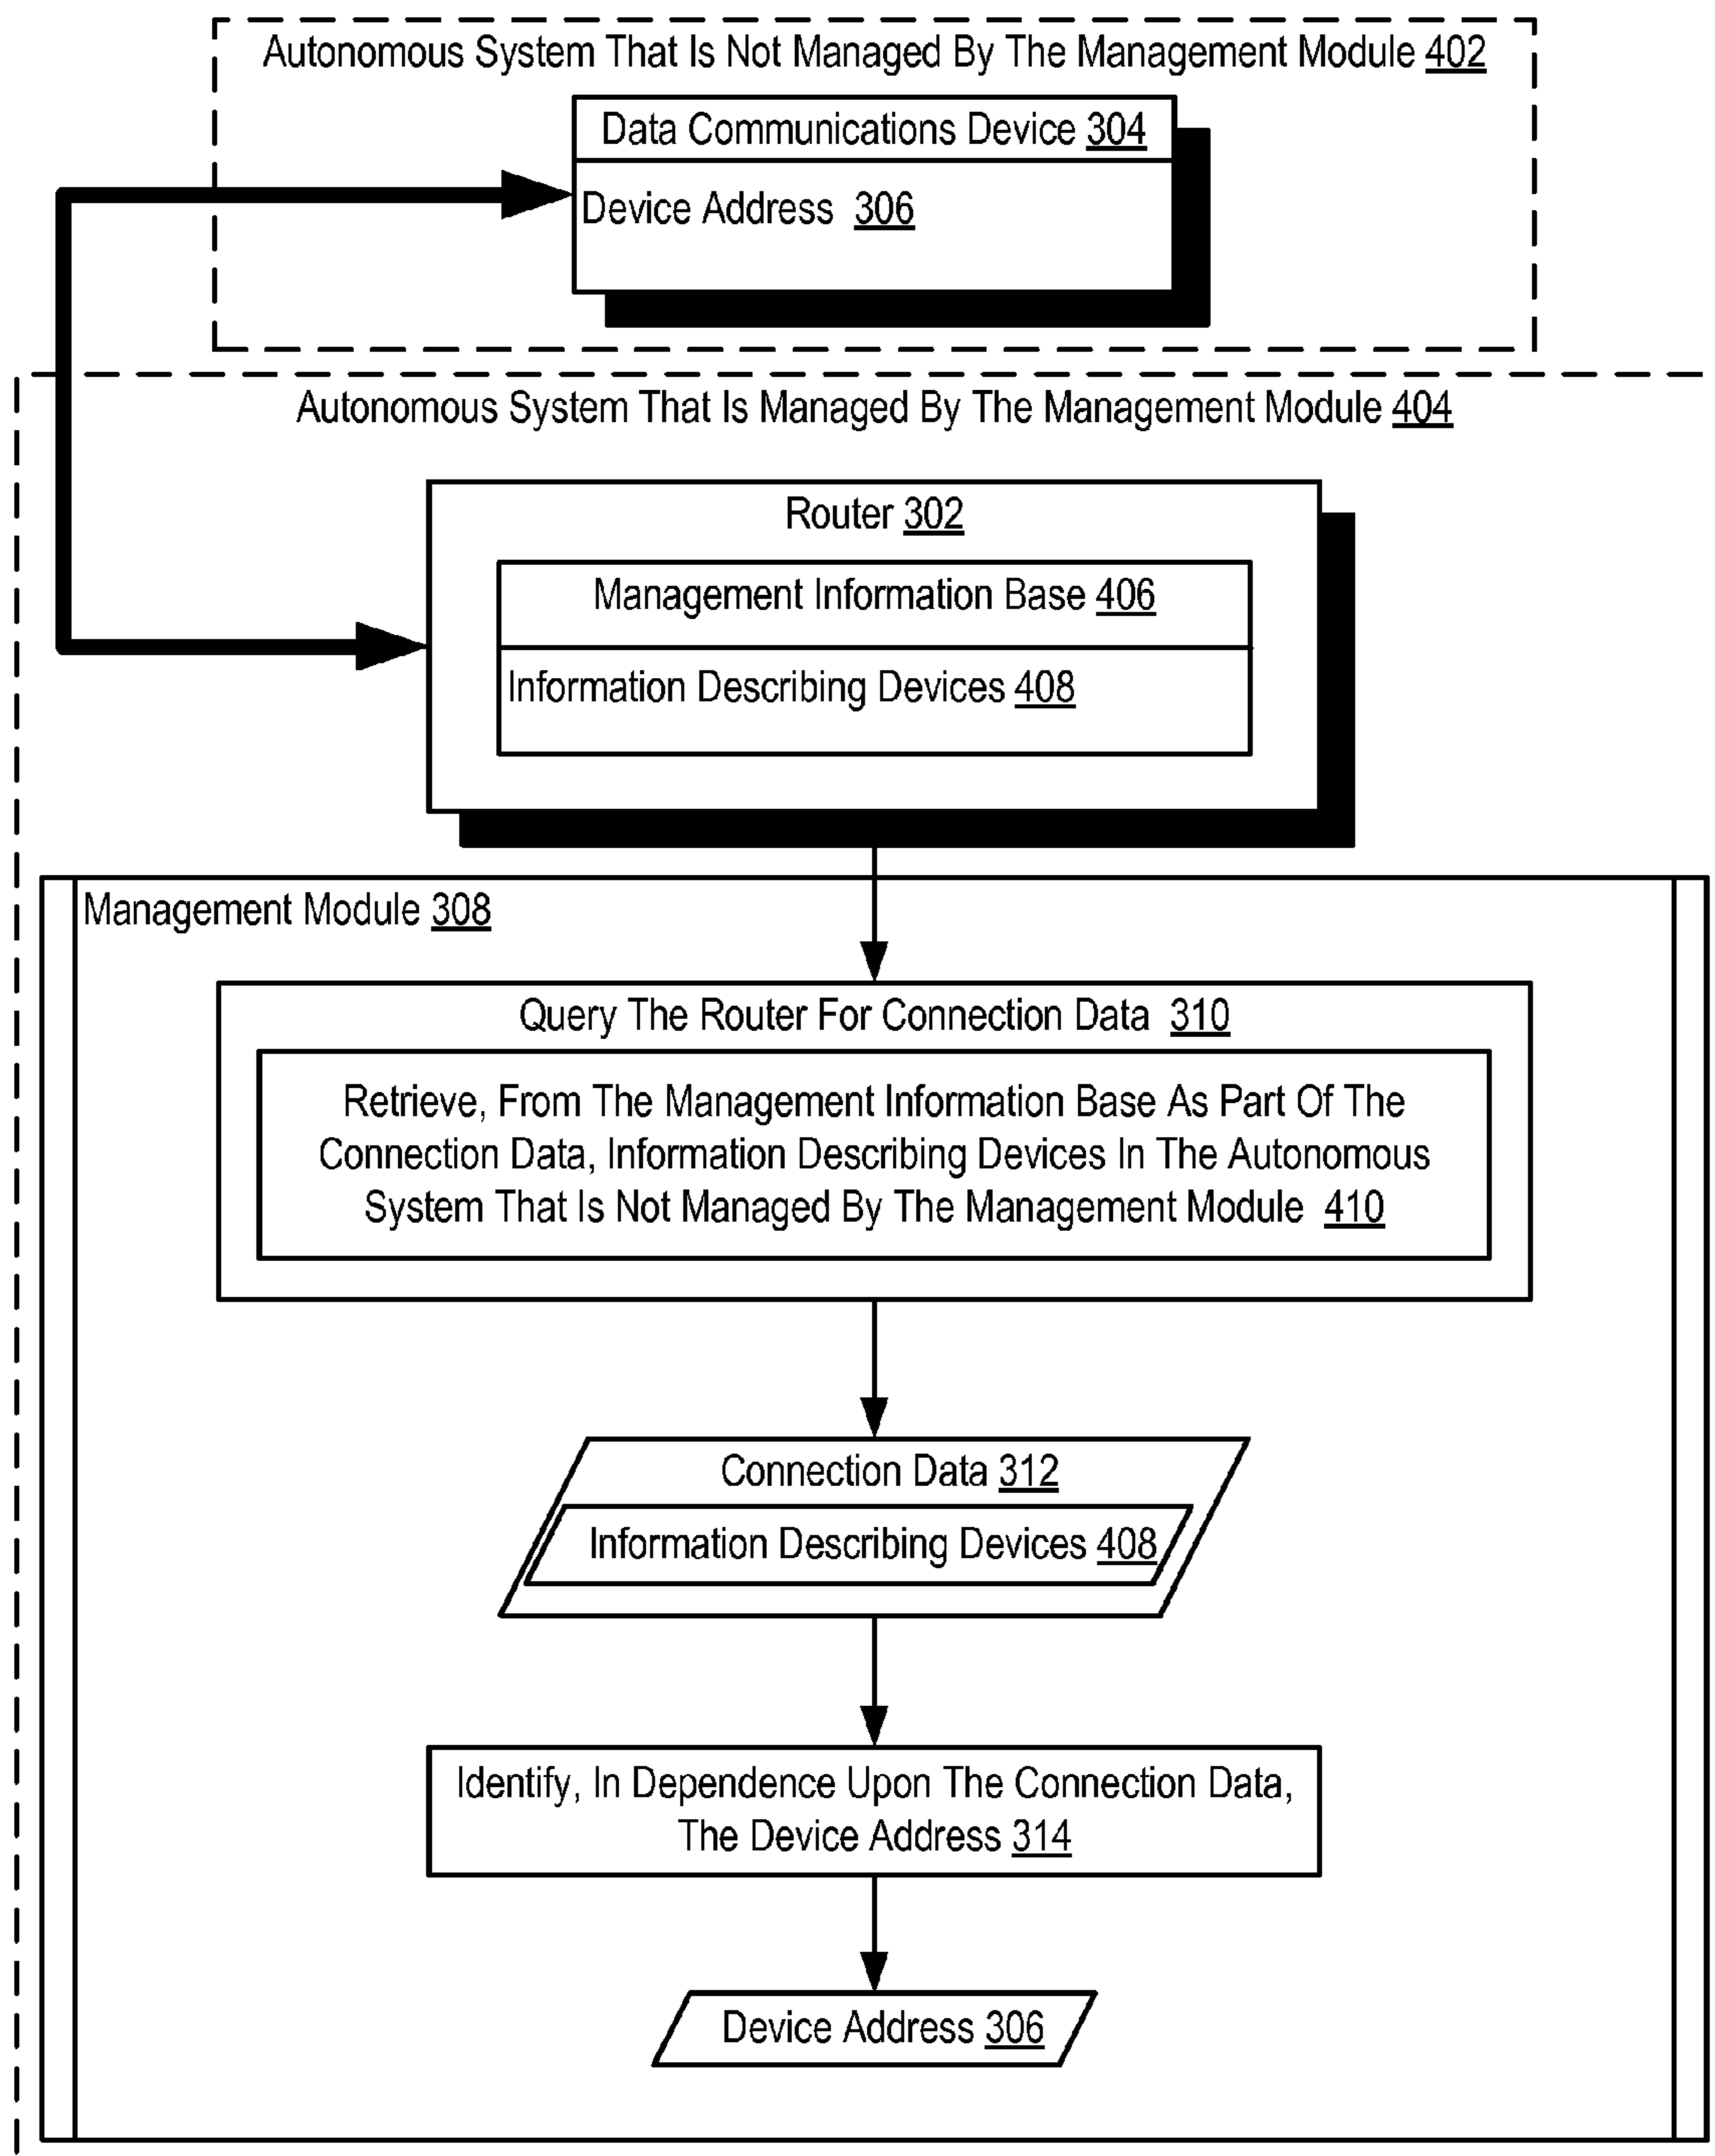 Autonomous System That Is Not Managed By The Management Module 402
Data Communications Device 304
Device Address 306
Autonomous System That Is Managed By The Management Module 404
Router 302
Management Information Base 406
Information Describing Devices 408
Management Module 308
Query The Router For Connection Data 310
Retrieve, From The Management Information Base As Part Of The
Connection Data, Information Describing Devices In The Autonomous
System That Is Not Managed By The Management Module 410
Connection Data 312
Information Describing Devices 408
Identify, In Dependence Upon The Connection Data,
The Device Address 314
Device Address 306